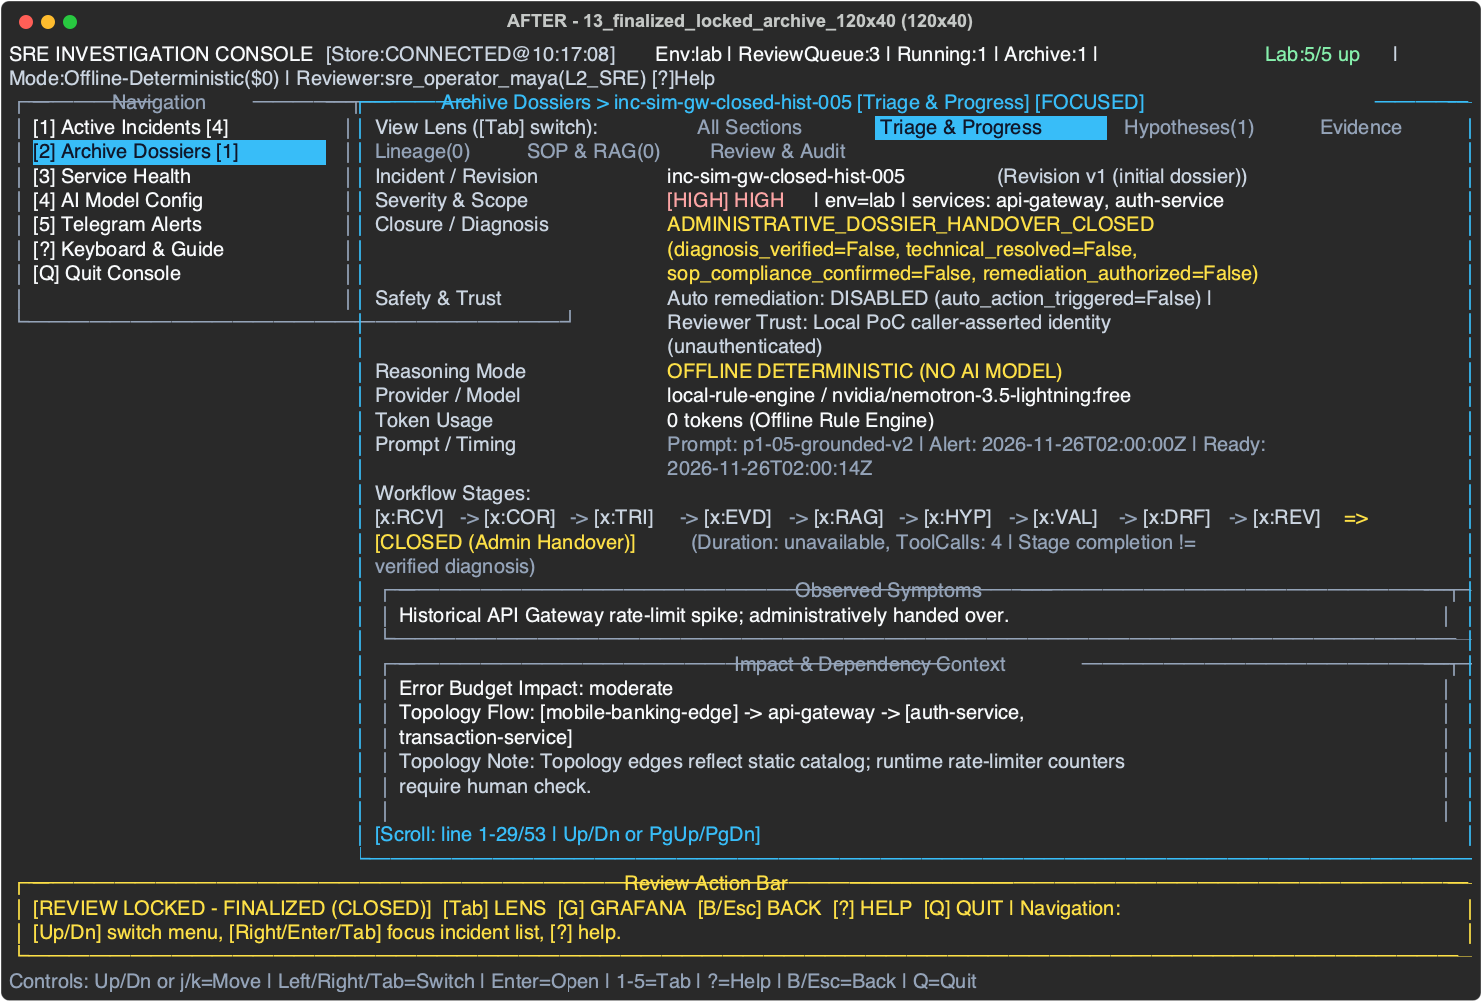 AFTER - 13_finalized_locked_archive_120x40 (120x40)
SRE INVESTIGATION CONSOLE [Store:CONNECTED@10:17:08] Env:lab | ReviewQueue:3 | Running:1 | Archive:1 | Lab:5/5 up |
Mode:Offline-Deterministic($0) | Reviewer:sre_operator_maya(L2_SRE) [?]Help
Navigation
[1] Active Incidents [4]
[2] Archive Dossiers [1]
[3] Service Health
[4] AI Model Config
[5] Telegram Alerts
[?] Keyboard & Guide
[Q] Quit Console
Archive Dossiers > inc-sim-gw-closed-hist-005 [Triage & Progress] [FOCUSED]
View Lens ([Tab] switch): All Sections Triage & Progress Hypotheses(1) Evidence
Lineage(0) SOP & RAG(0) Review & Audit
Incident / Revision inc-sim-gw-closed-hist-005 (Revision v1 (initial dossier))
Severity & Scope [HIGH] HIGH | env=lab | services: api-gateway, auth-service
Closure / Diagnosis ADMINISTRATIVE_DOSSIER_HANDOVER_CLOSED
(diagnosis_verified=False, technical_resolved=False,
sop_compliance_confirmed=False, remediation_authorized=False)
Safety & Trust Auto remediation: DISABLED (auto_action_triggered=False) |
Reviewer Trust: Local PoC caller-asserted identity
(unauthenticated)
Reasoning Mode OFFLINE DETERMINISTIC (NO AI MODEL)
Provider / Model local-rule-engine / nvidia/nemotron-3.5-lightning:free
Token Usage 0 tokens (Offline Rule Engine)
Prompt / Timing Prompt: p1-05-grounded-v2 | Alert: 2026-11-26T02:00:00Z | Ready:
2026-11-26T02:00:14Z
Workflow Stages:
[x:RCV] -> [x:COR] -> [x:TRI] -> [x:EVD] -> [x:RAG] -> [x:HYP] -> [x:VAL] -> [x:DRF] -> [x:REV] =>
[CLOSED (Admin Handover)] (Duration: unavailable, ToolCalls: 4 | Stage completion !=
verified diagnosis)
Observed Symptoms
Historical API Gateway rate-limit spike; administratively handed over.
Impact & Dependency Context
Error Budget Impact: moderate
Topology Flow: [mobile-banking-edge] -> api-gateway -> [auth-service,
transaction-service]
Topology Note: Topology edges reflect static catalog; runtime rate-limiter counters
require human check.
[Scroll: line 1-29/53 | Up/Dn or PgUp/PgDn]
Review Action Bar
[REVIEW LOCKED - FINALIZED (CLOSED)] [Tab] LENS [G] GRAFANA [B/Esc] BACK [?] HELP [Q] QUIT | Navigation:
[Up/Dn] switch menu, [Right/Enter/Tab] focus incident list, [?] help.
Controls: Up/Dn or j/k=Move | Left/Right/Tab=Switch | Enter=Open | 1-5=Tab | ?=Help | B/Esc=Back | Q=Quit